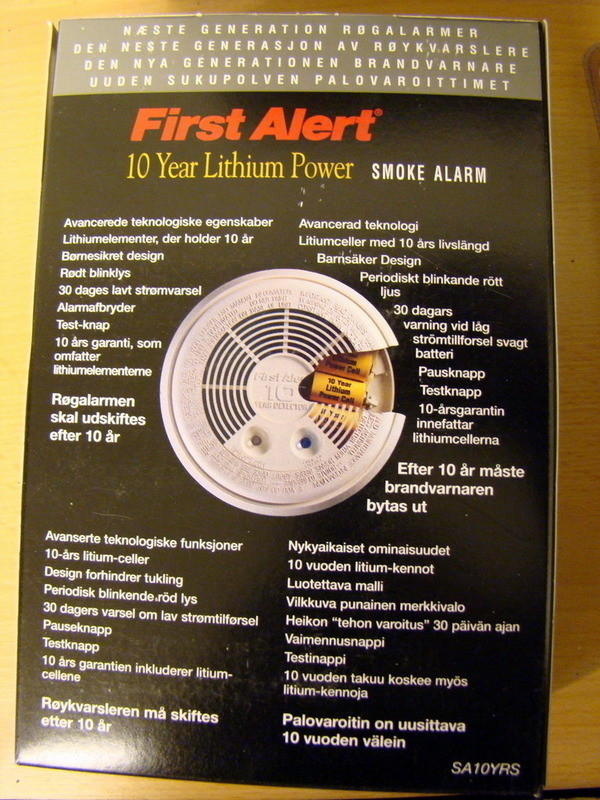 NÆSTE GENERATION RØGALARMER
DEN NESTE GENERASJON AV RØYKVARSLERE
DEN NYA GENERATIONEN BRANDVARNARE
UUDEN SUKUPOLVEN PALOVAROITTIMET
First Alert®
10 Year Lithium Power SMOKE ALARM
Avancerede teknologiske egenskaber
Lithiumelementer, der holder 10 år
Børnesikret design
Rødt blinklys
30 dages lavt strømvarsel
Alarmafbryder
Test-knap
10 års garanti, som
omfatter
lithiumelementerne
Røgalarmen
skal udskiftes
efter 10 år
Avancerad teknologi
Litiumceller med 10 års livslängd
Barnsäker Design
Periodiskt blinkande rött
ljus
30 dagars
varning vid låg
strömtillforsel svagt
batteri
Pausknapp
Testknapp
10-årsgarantin
innefattar
lithiumcellerna
Efter 10 år måste
brandvarnaren
bytas ut
First Alert
10
YEAR DETECTOR
Power Cell
10 Year
Lithium
Power Cell
Avanserte teknologiske funksjoner
10-års litium-celler
Design forhindrer tukling
Periodisk blinkende röd lys
30 dagers varsel om lav strømtilførsel
Pauseknapp
Testknapp
10 års garantien inkluderer litium-
cellene
Røykvarsleren må skiftes
etter 10 år
Nykyaikaiset ominaisuudet
10 vuoden litium-kennot
Luotettava malli
Vilkkuva punainen merkkivalo
Heikon "tehon varoitus" 30 päivän ajan
Vaimennusnappi
Testinappi
10 vuoden takuu koskee myös
litium-kennoja
Palovaroitin on uusittava
10 vuoden välein
SA10YRS